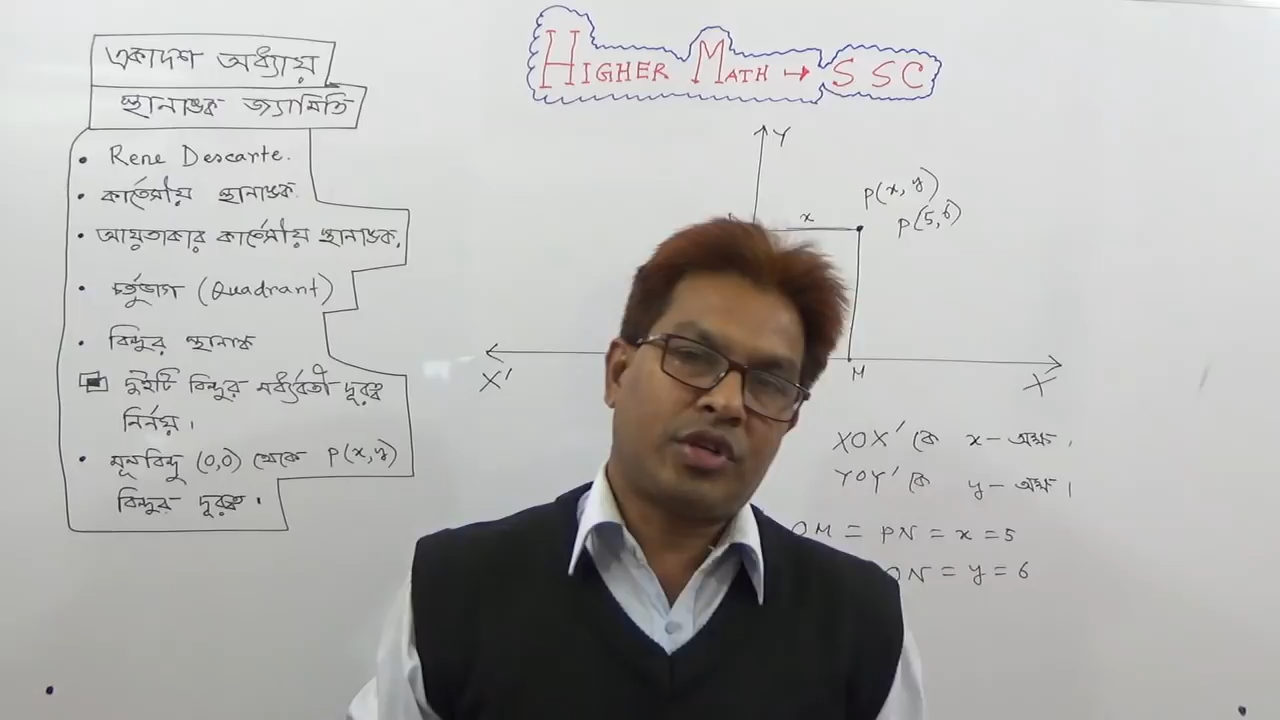 একাদশ অধ্যায়
স্থানাঙ্ক জ্যামিতি
• Rene Descarte.
• কার্তেসীয় স্থানাঙ্ক.
• আয়তাকার কার্তেসীয় স্থানাঙ্ক.
• চর্তুভাগ (Quadrant)
• বিন্দুর স্থানাঙ্ক
দুইটি বিন্দুর মধ্যবর্তী দূরত্ব
নির্ণয়।
• মূলবিন্দু (0,0) থেকে P(x,y)
বিন্দুর দূরত্ব।
HIGHER MATH → SSC
Y
P(x, y)
x
P(5,6)
X'
M
X
XOX' কে x-অক্ষ।
YOY' কে y-অক্ষ।
OM = PN = x = 5
ON = y = 6